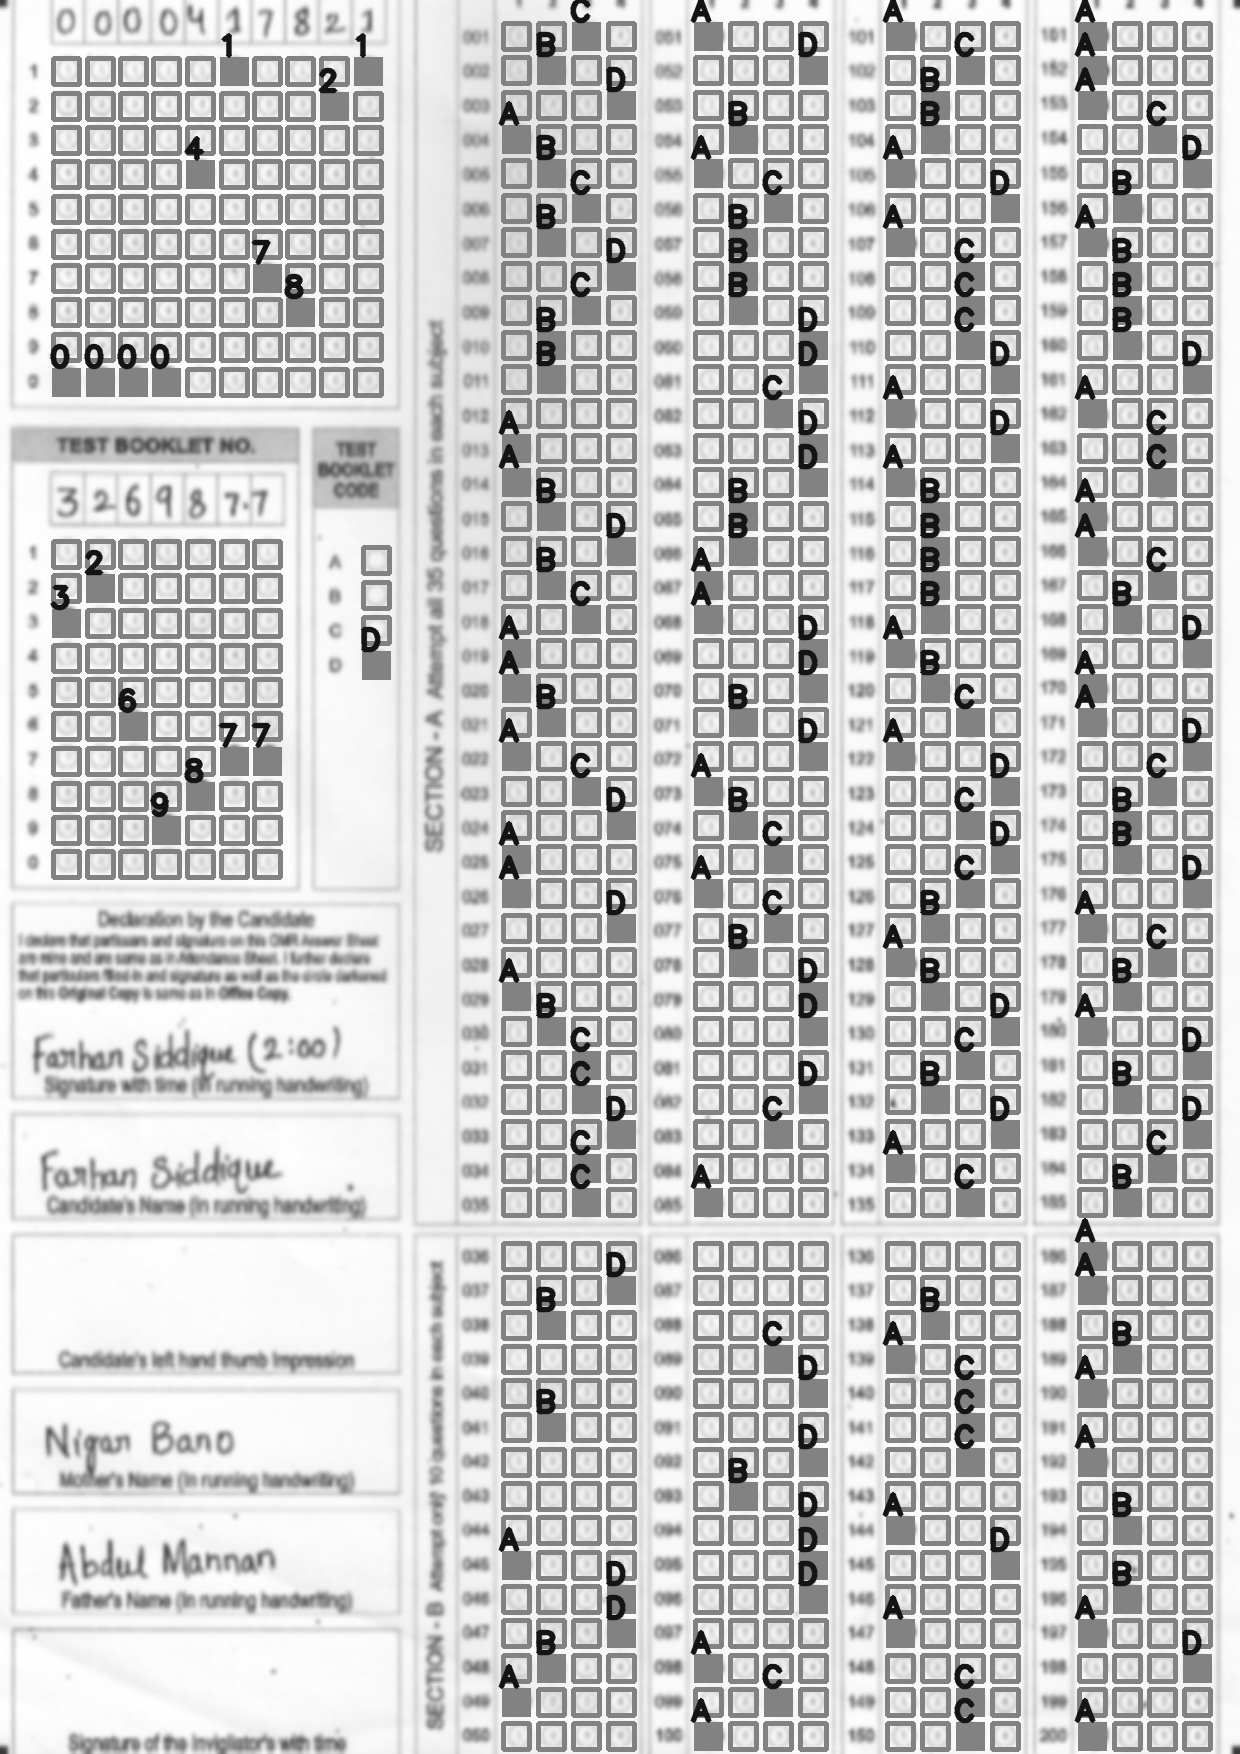 0 0 0 0 4 1 7 8 2 1
1 1
1 2
2
3 4
4
5
6 7
7 8
8
9 0 0 0 0
0
TEST BOOKLET NO.
3 2 6 9 8 7 7
1 2
2 3
3
4
5 6
6 7 7
7 8
8 9
9
0
TEST
BOOKLET
CODE
A
B
C D
D
Declaration by the Candidate
I declare that particulars and signature on this OMR Answer Sheet
are mine and are same as in Attendance Sheet. I further declare
that particulars filled in and signature as well as the circle darkened
on this Original Copy is same as in Office Copy.
Farhan Siddique (2:00)
Signature with time (in running handwriting)
Farhan Siddique
Candidate's Name (in running handwriting)
Candidate's left hand thumb impression
Nigar Bano
Mother's Name (in running handwriting)
Abdul Mannan
Father's Name (in running handwriting)
Signature of the Invigilator's with time
SECTION - A Attempt all 35 questions in each subject
C
001 B
002 D
003 A
004 B
005 C
006 B
007 D
008 C
009 B
010 B
011
012 A
013 A
014 B
015 D
016 B
017 C
018 A
019 A
020 B
021 A
022 C
023 D
024 A
025 A
026 D
027
028 A
029 B
030 C
031 C
032 D
033 C
034 C
035
SECTION - B Attempt only 10 questions in each subject
036 D
037 B
038
039
040 B
041
042
043
044 A
045 D
046 D
047 B
048 A
049
050
A
051 D
052
053 B
054 A
055 C
056 B
057 B
058 B
059 D
060 D
061 C
062 D
063 D
064 B
065 B
066 A
067 A
068 D
069 D
070 B
071 D
072 A
073 B
074 C
075 A
076 C
077 B
078 D
079 D
080
081 D
082 C
083
084 A
085
086
087
088 C
089 D
090
091 D
092 B
093 D
094 D
095 D
096
097 A
098 C
099 A
100
A
101 C
102 B
103 B
104 A
105 D
106 A
107 C
108 C
109 C
110 D
111 A
112 D
113 A
114 B
115 B
116 B
117 B
118 A
119 B
120 C
121 A
122 D
123 C
124 D
125 C
126 B
127 A
128 B
129 D
130 C
131 B
132 D
133 A
134 C
135
136
137 B
138 A
139 C
140 C
141 C
142
143 A
144 D
145
146 A
147
148 C
149 C
150
A
151 A
152 A
153 C
154 D
155 B
156 A
157 B
158 B
159 B
160 D
161 A
162 C
163 C
164 A
165 A
166 C
167 B
168 D
169 A
170 A
171 D
172 C
173 B
174 B
175 D
176 A
177 C
178 B
179 A
180 D
181 B
182 D
183 C
184 B
185
A
186 A
187
188 B
189 A
190
191 A
192
193 B
194
195 B
196 A
197 D
198
199 A
200